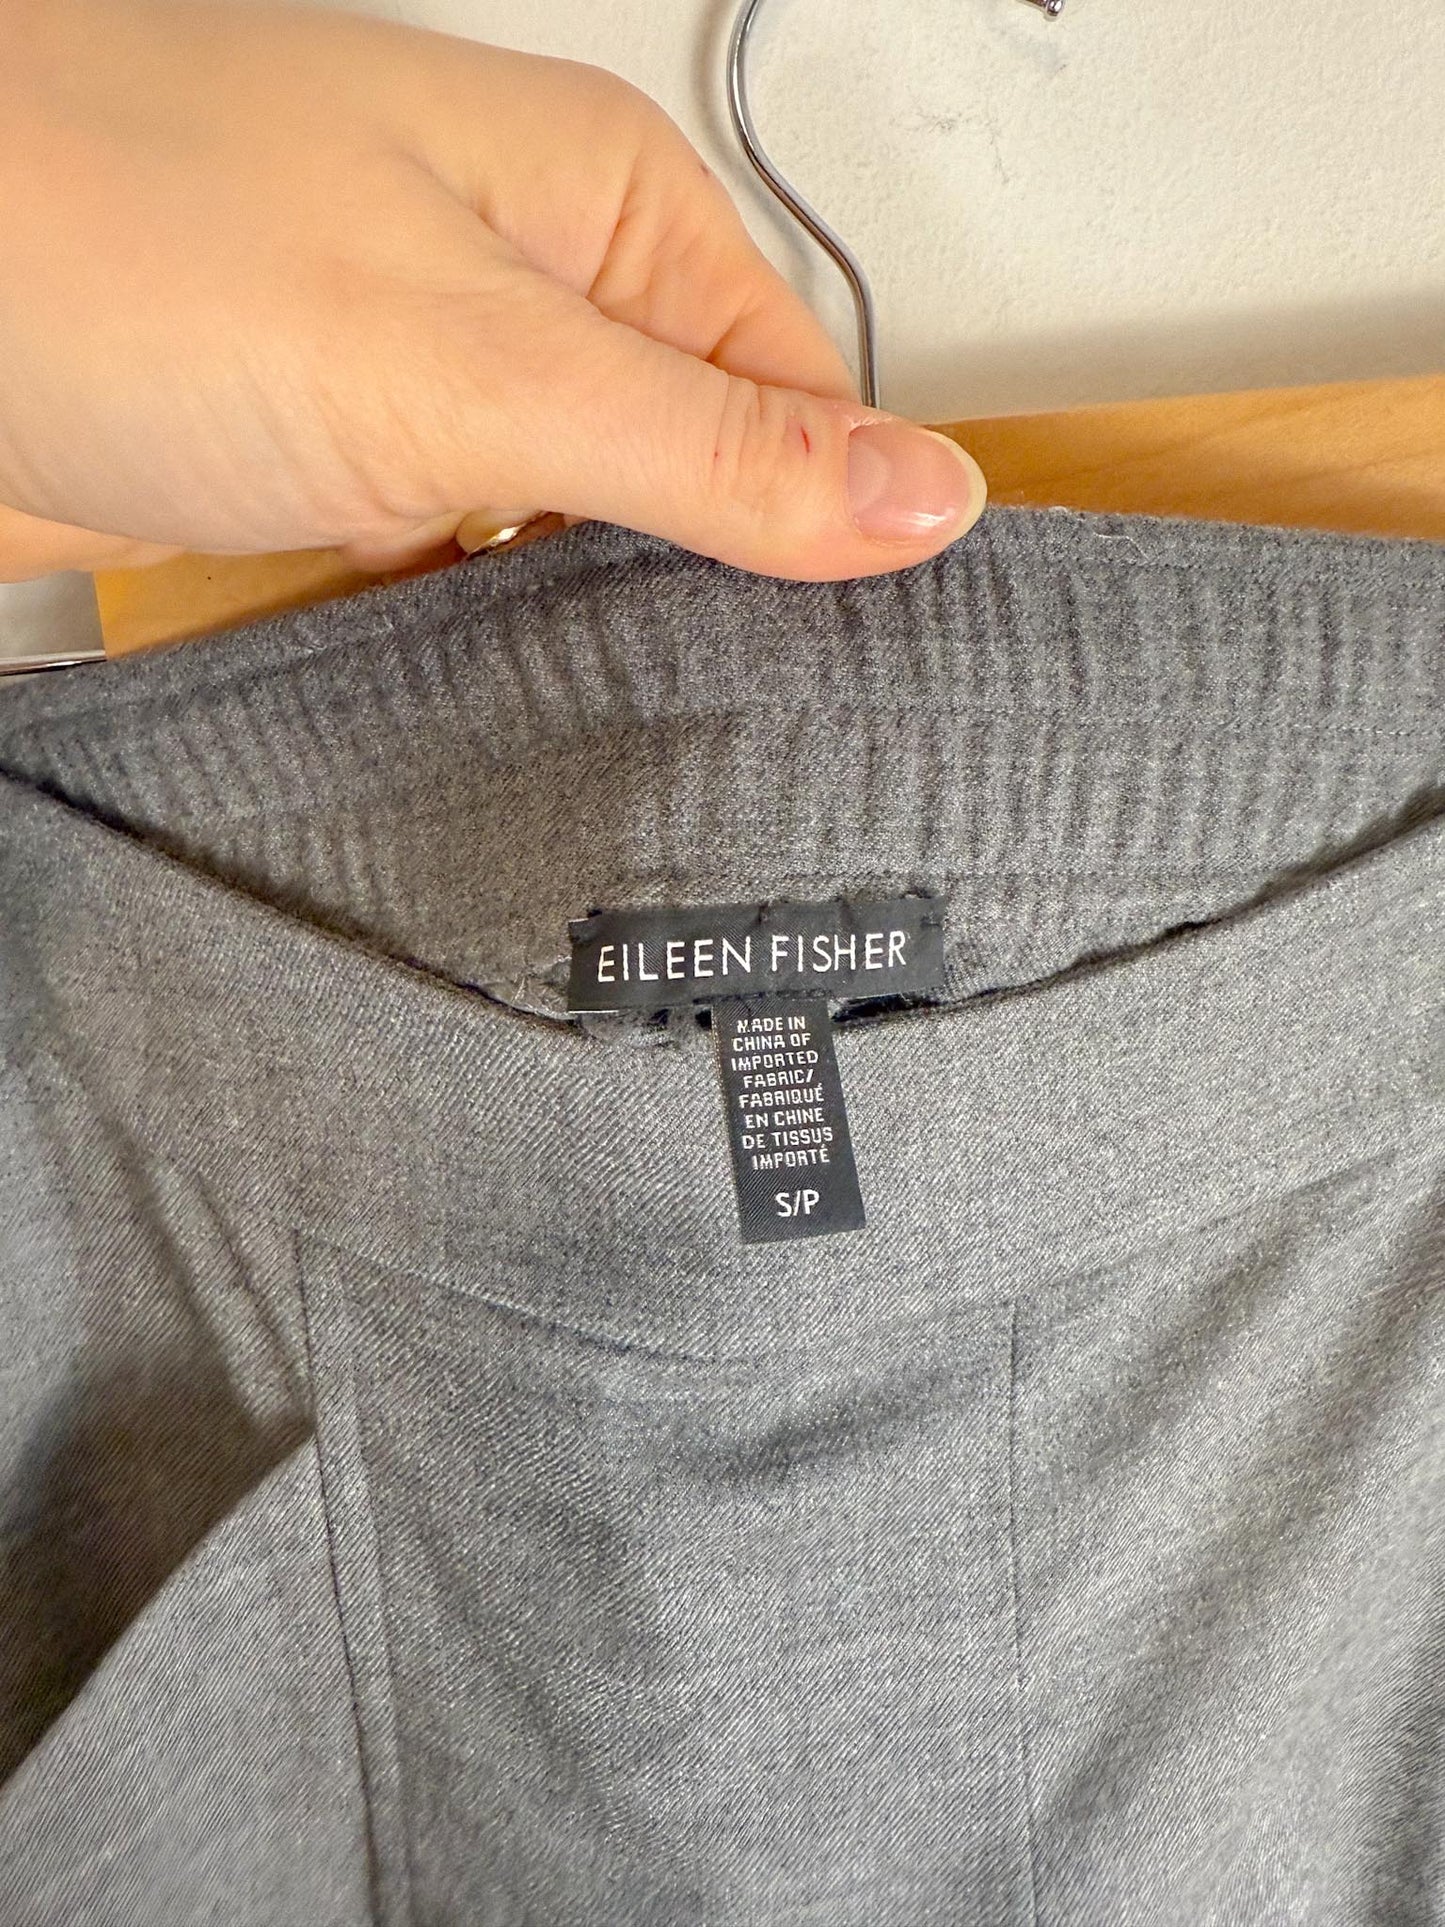 EILEEN FISHER
MADE IN
CHINA OF
IMPORTED
FABRIC/
FABRIQUÉ
EN CHINE
DE TISSUS
IMPORTÉ
S/P